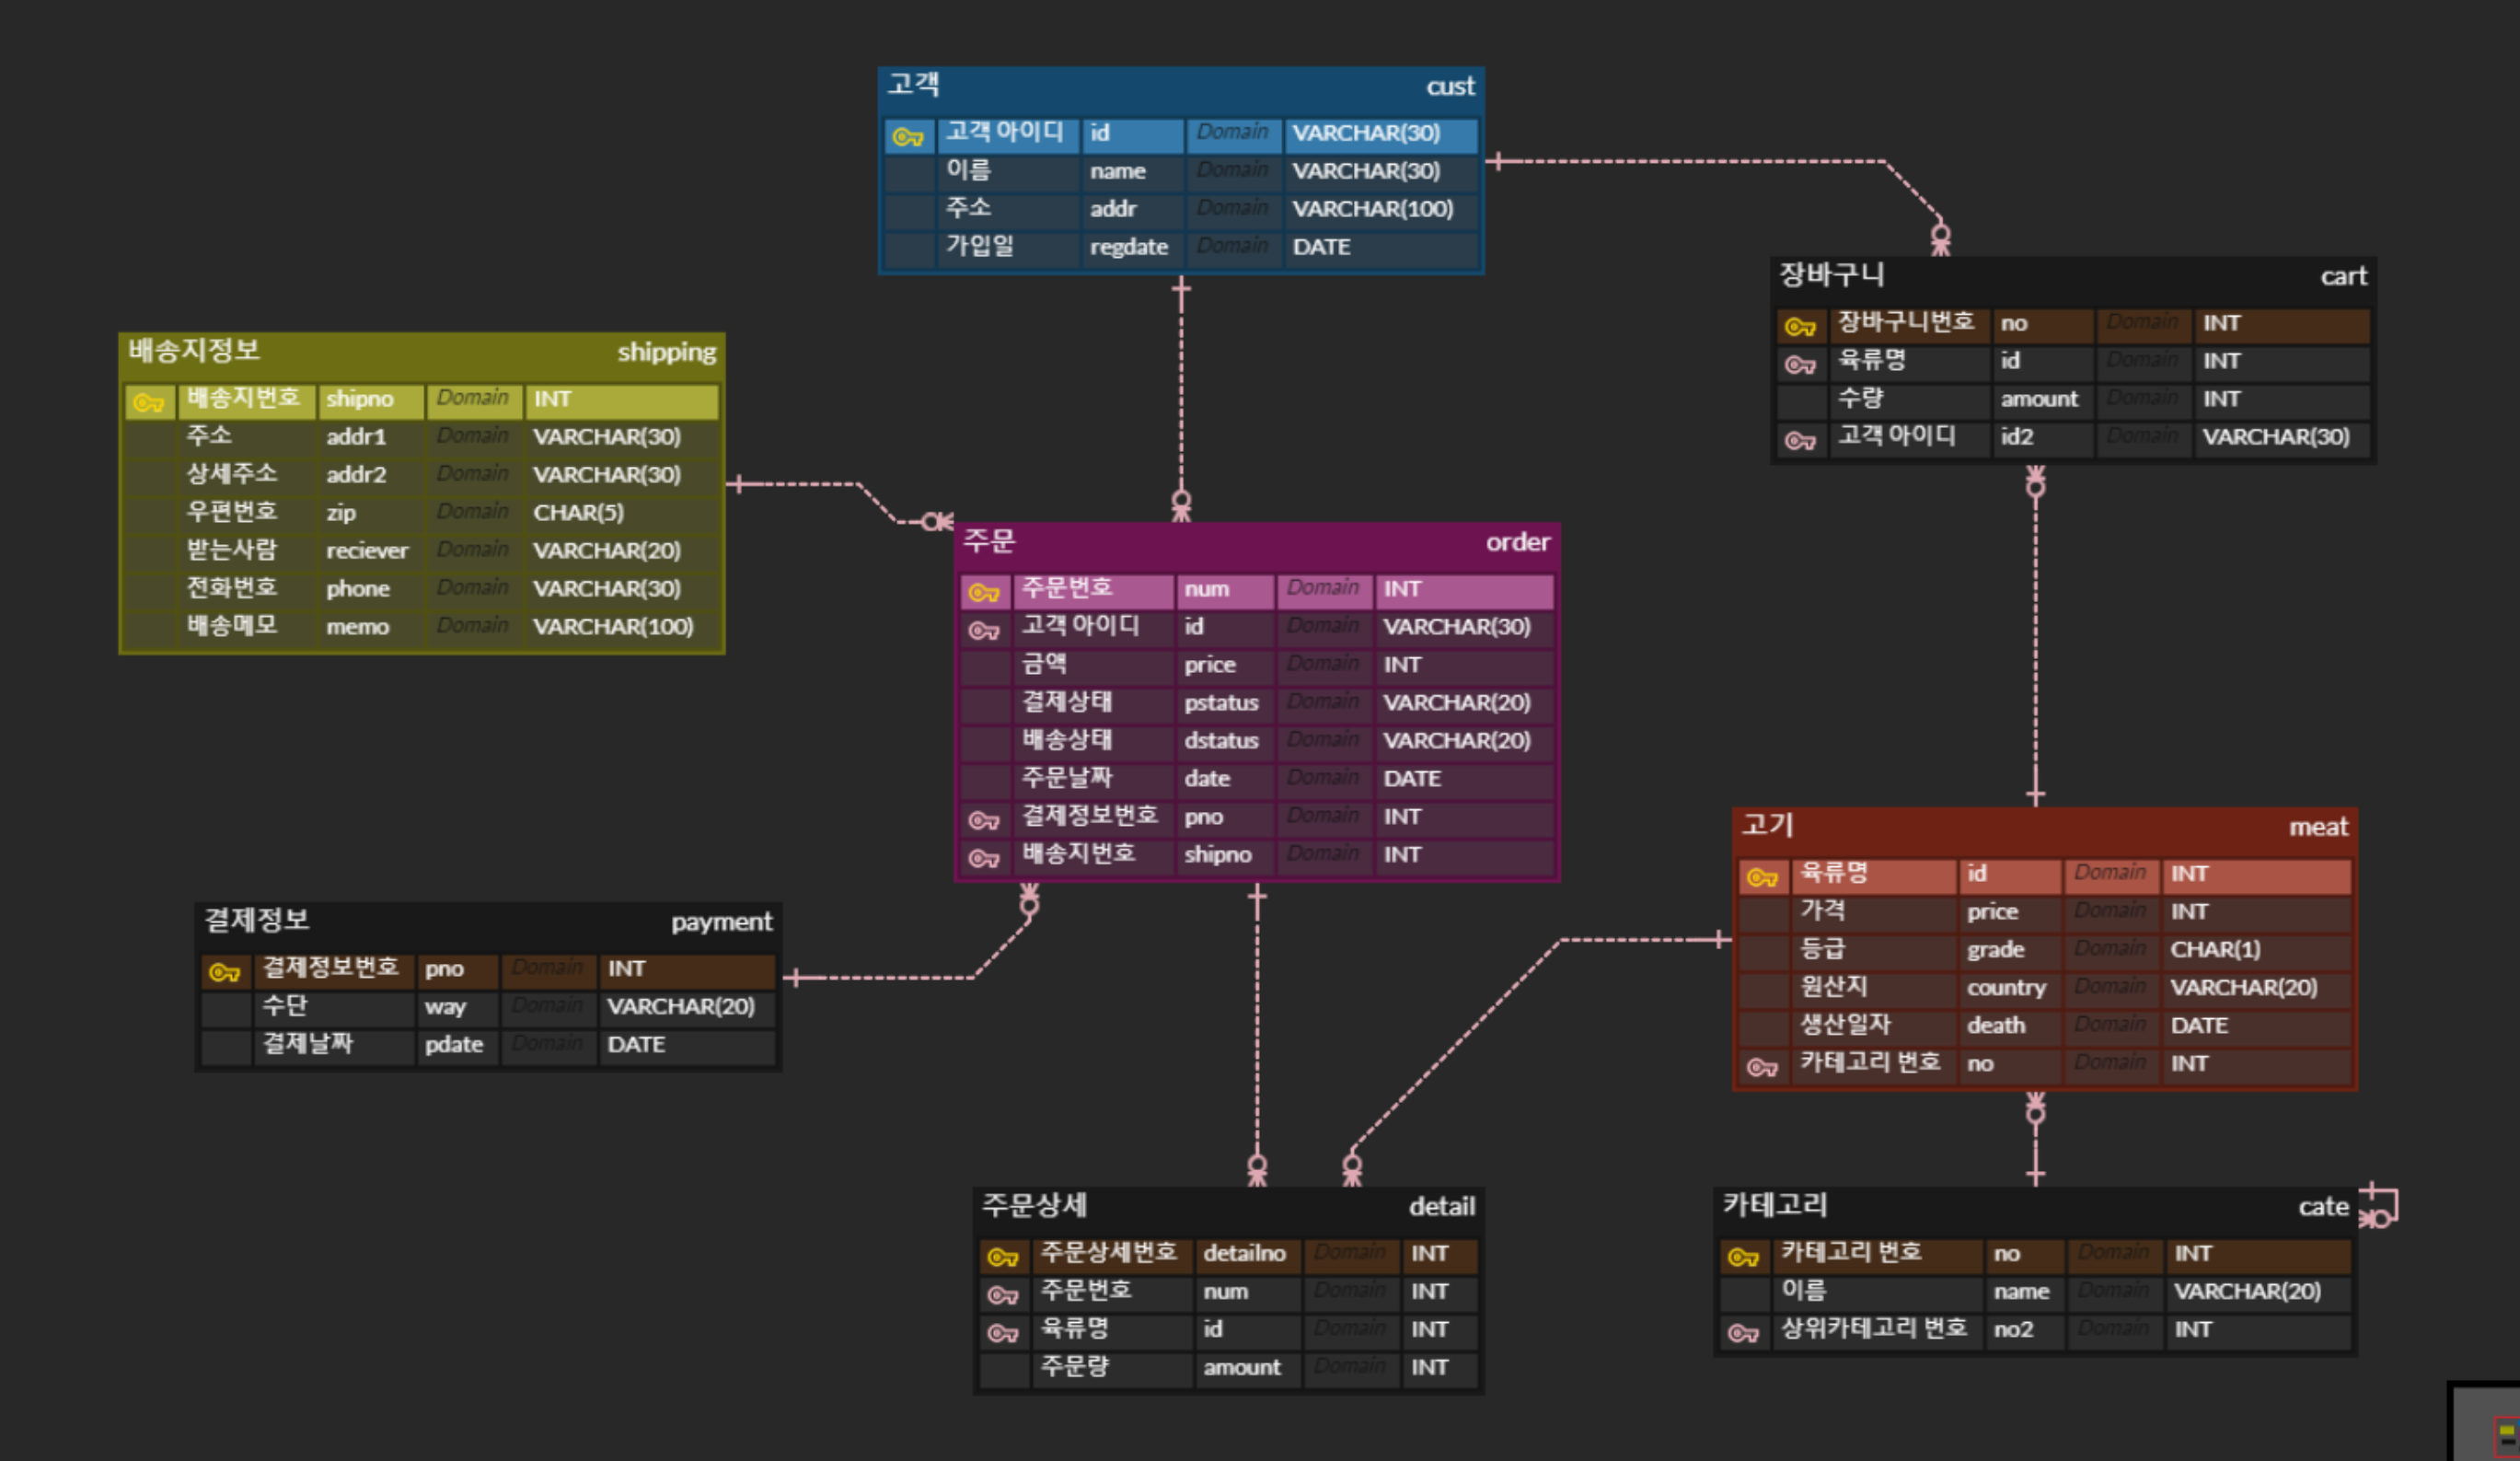 고객 cust
고객 아이디 id Domain VARCHAR(30)
이름 name Domain VARCHAR(30)
주소 addr Domain VARCHAR(100)
가입일 regdate Domain DATE
장바구니 cart
장바구니번호 no Domain INT
육류명 id Domain INT
수량 amount Domain INT
고객 아이디 id2 Domain VARCHAR(30)
배송지정보 shipping
배송지번호 shipno Domain INT
주소 addr1 Domain VARCHAR(30)
상세주소 addr2 Domain VARCHAR(30)
우편번호 zip Domain CHAR(5)
받는사람 reciever Domain VARCHAR(20)
전화번호 phone Domain VARCHAR(30)
배송메모 memo Domain VARCHAR(100)
주문 order
주문번호 num Domain INT
고객 아이디 id Domain VARCHAR(30)
금액 price Domain INT
결제상태 pstatus Domain VARCHAR(20)
배송상태 dstatus Domain VARCHAR(20)
주문날짜 date Domain DATE
결제정보번호 pno Domain INT
배송지번호 shipno Domain INT
고기 meat
육류명 id Domain INT
가격 price Domain INT
등급 grade Domain CHAR(1)
원산지 country Domain VARCHAR(20)
생산일자 death Domain DATE
카테고리 번호 no Domain INT
결제정보 payment
결제정보번호 pno Domain INT
수단 way Domain VARCHAR(20)
결제날짜 pdate Domain DATE
주문상세 detail
주문상세번호 detailno Domain INT
주문번호 num Domain INT
육류명 id Domain INT
주문량 amount Domain INT
카테고리 cate
카테고리 번호 no Domain INT
이름 name Domain VARCHAR(20)
상위카테고리 번호 no2 Domain INT